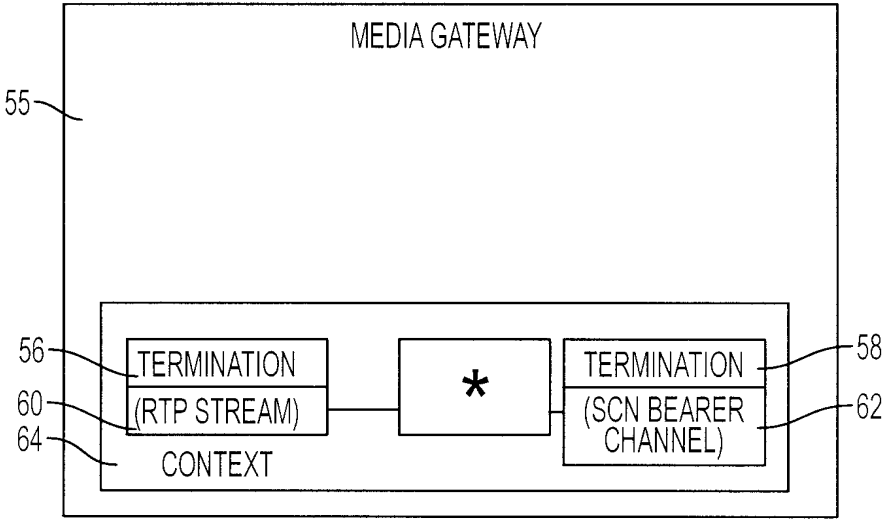 MEDIA GATEWAY
55
56
TERMINATION
60
(RTP STREAM)
64
CONTEXT
*
TERMINATION
58
(SCN BEARER
CHANNEL)
62